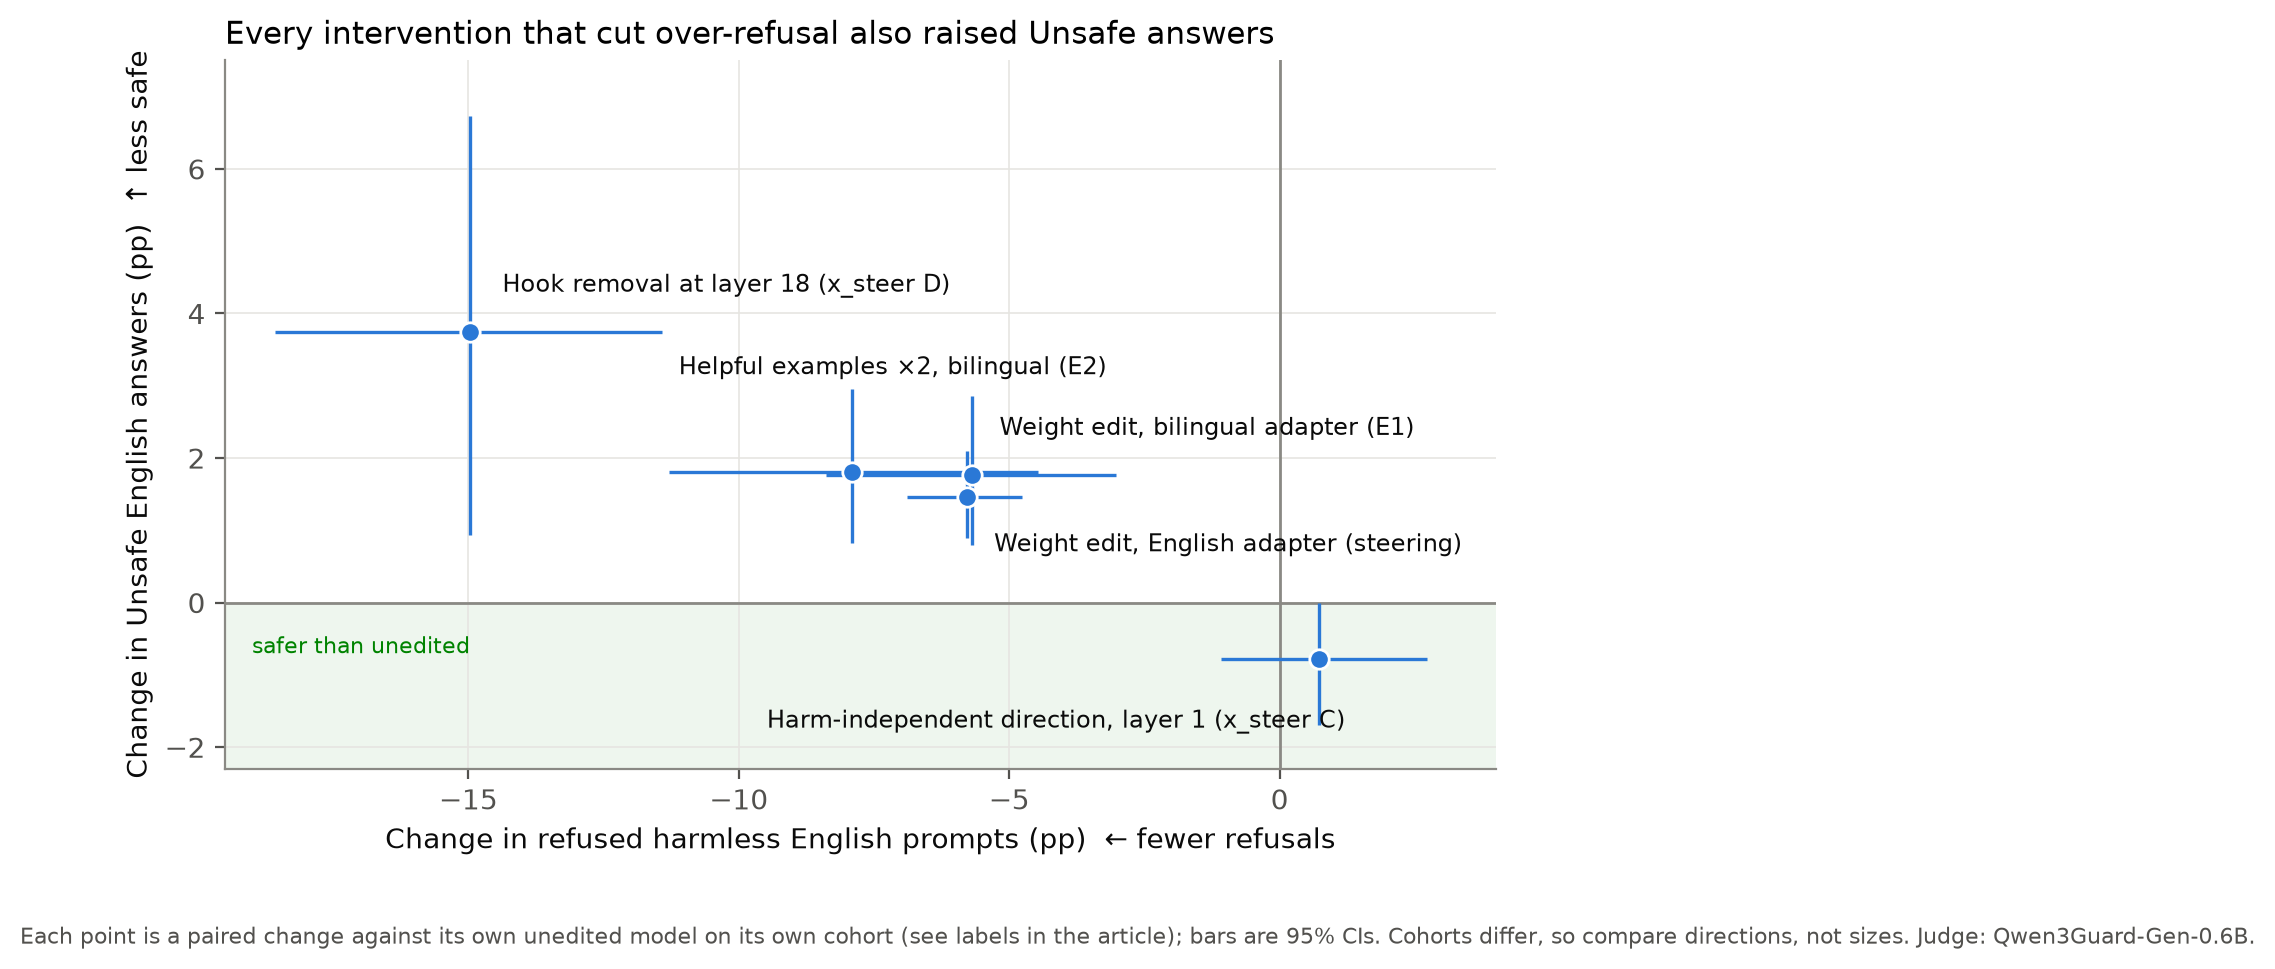 Every intervention that cut over-refusal also raised Unsafe answers
Change in Unsafe English answers (pp) ↑ less safe
6
4
2
0
−2
Hook removal at layer 18 (x_steer D)
Helpful examples ×2, bilingual (E2)
Weight edit, bilingual adapter (E1)
Weight edit, English adapter (steering)
safer than unedited
Harm-independent direction, layer 1 (x_steer C)
−15
−10
−5
0
Change in refused harmless English prompts (pp) ← fewer refusals
Each point is a paired change against its own unedited model on its own cohort (see labels in the article); bars are 95% CIs. Cohorts differ, so compare directions, not sizes. Judge: Qwen3Guard-Gen-0.6B.